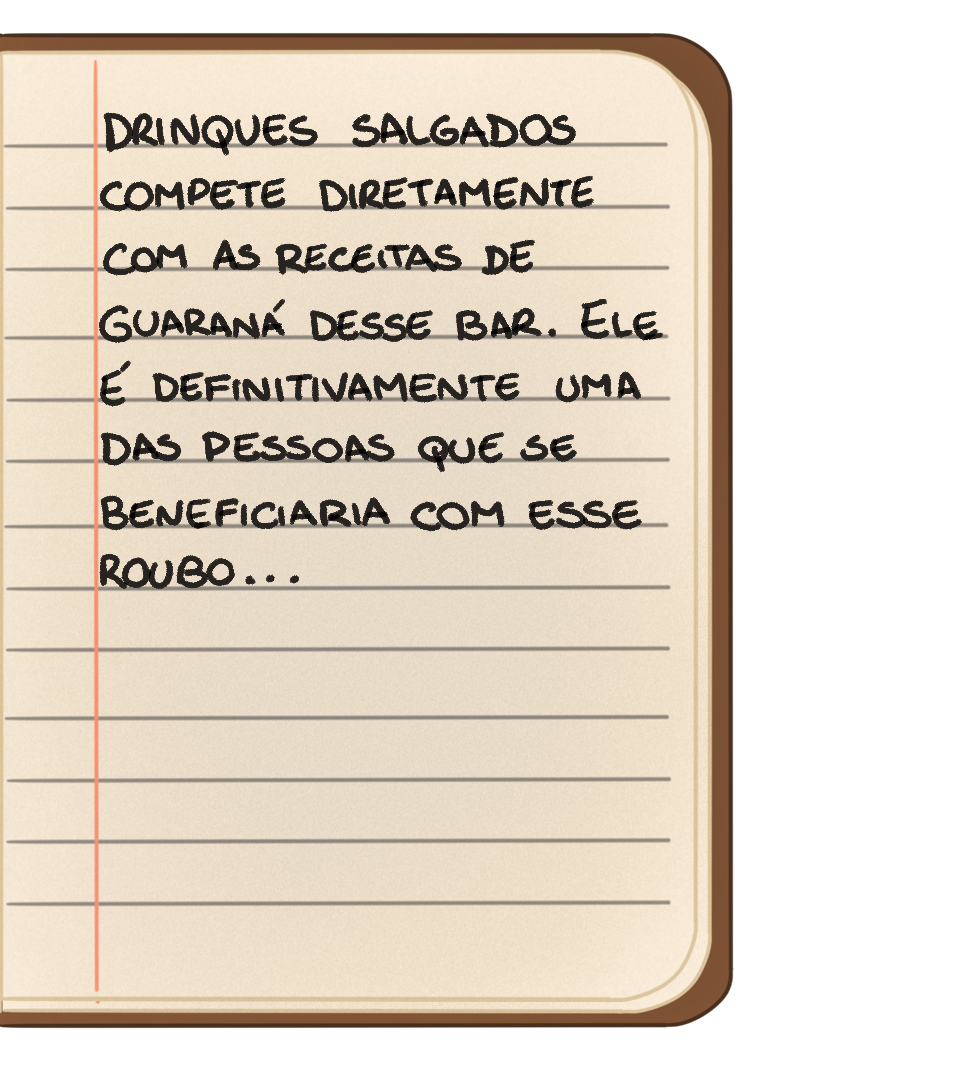 DRINQUES SALGADOS
COMPETE DIRETAMENTE
COM AS RECEITAS DE
GUARANÁ DESSE BAR. ELE
É DEFINITIVAMENTE UMA
DAS PESSOAS QUE SE
BENEFICIARIA COM ESSE
ROUBO...